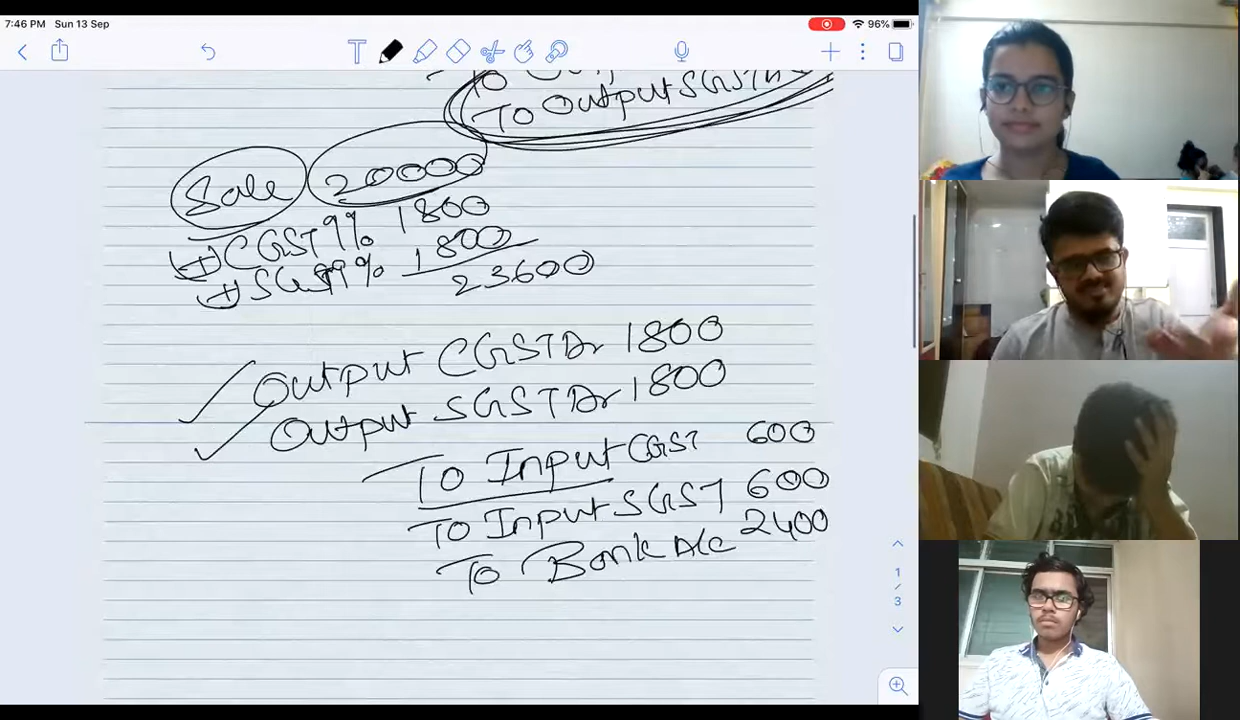 7:46 PM Sun 13 Sep
96%
T
To
To Output SGST
Sale 20000
+ CGST 9% 1800
+ SGST 9% 1800
23600
Output CGST Dr 1800
Output SGST Dr 1800
To Input CGST 600
To Input SGST 600
To Bank A/c 2400
1
/
3